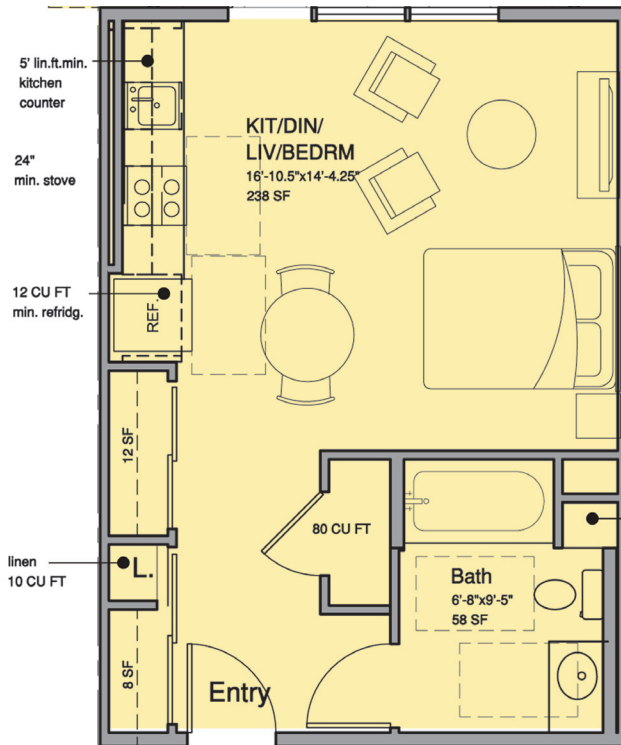 5' lin.ft.min.
kitchen
counter
24"
min. stove
KIT/DIN/
LIV/BEDRM
16'-10.5"x14'-4.25"
238 SF
12 CU FT
min. refridg.
REF.
12 SF
80 CU FT
linen
10 CU FT
L.
Bath
6'-8"x9'-5"
58 SF
8 SF
Entry